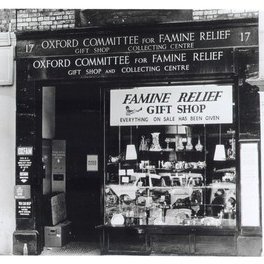 17 OXFORD COMMITTEE FOR FAMINE RELIEF 17
GIFT SHOP COLLECTING CENTRE
OXFORD COMMITTEE FOR FAMINE RELIEF
GIFT SHOP AND COLLECTING CENTRE
FAMINE RELIEF
GIFT SHOP
EVERYTHING ON SALE HAS BEEN GIVEN